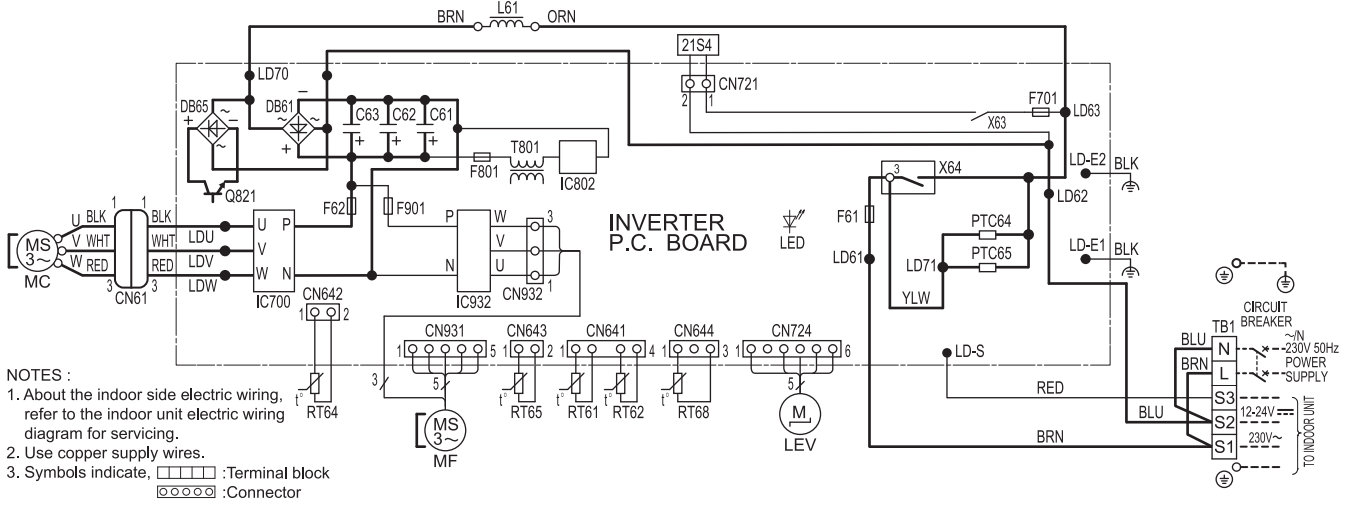 BRN L61 ORN
21S4
LD70
CN721
2 1
DB65 DB61 − C63 C62 C61
+ ~ − ~ ~ ~
+ + + +
X63 F701 LD63
Q821
F801 T801 IC802
LD-E2 BLK
3 X64
LD62
F62 F901
U BLK 1 1 BLK LDU U P
V WHT WHT LDV V
W RED 3 3 RED LDW W N
MS
3~
MC
CN61
IC700
P W 3
V
N U 1
IC932 CN932
INVERTER
P.C. BOARD
LED
F61
LD61
PTC64
PTC65
LD71
YLW
LD-E1 BLK
CN642
1 2
CN931
1 5
CN643
1 2
CN641
1 4
CN644
1 3
CN724
1 6
LD-S
3 5 5
t° RT64
t° RT65
t° RT61
t° RT62
t° RT68
MS
3~
MF
M
LEV
RED
BLU
BRN
CIRCUIT
BREAKER
TB1
BLU N ~/N
230V 50Hz
BRN L POWER
SUPPLY
S3
12-24V
S2
230V~
S1
TO INDOOR UNIT
NOTES :
1. About the indoor side electric wiring,
refer to the indoor unit electric wiring
diagram for servicing.
2. Use copper supply wires.
3. Symbols indicate, :Terminal block
:Connector